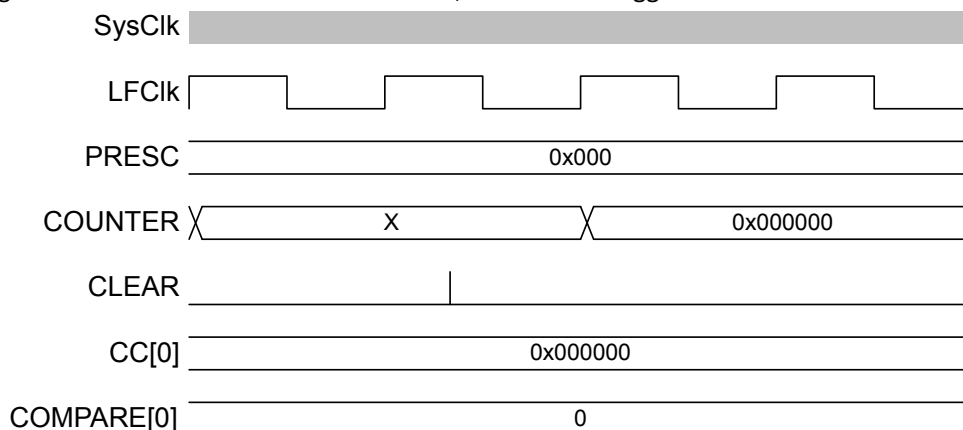 SysClk
LFClk
PRESC 0x000
COUNTER X 0x000000
CLEAR
CC[0] 0x000000
COMPARE[0] 0